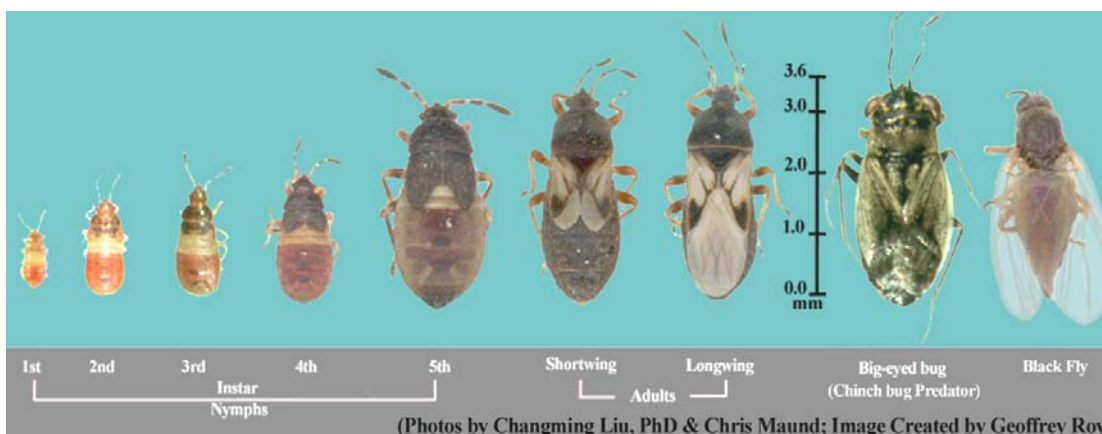 3.6
3.0
2.0
1.0
0.0
mm
1st 2nd 3rd 4th 5th Shortwing Longwing Big-eyed bug Black Fly
Instar Adults (Chinch bug Predator)
Nymphs
(Photos by Changming Liu, PhD & Chris Maund; Image Created by Geoffrey